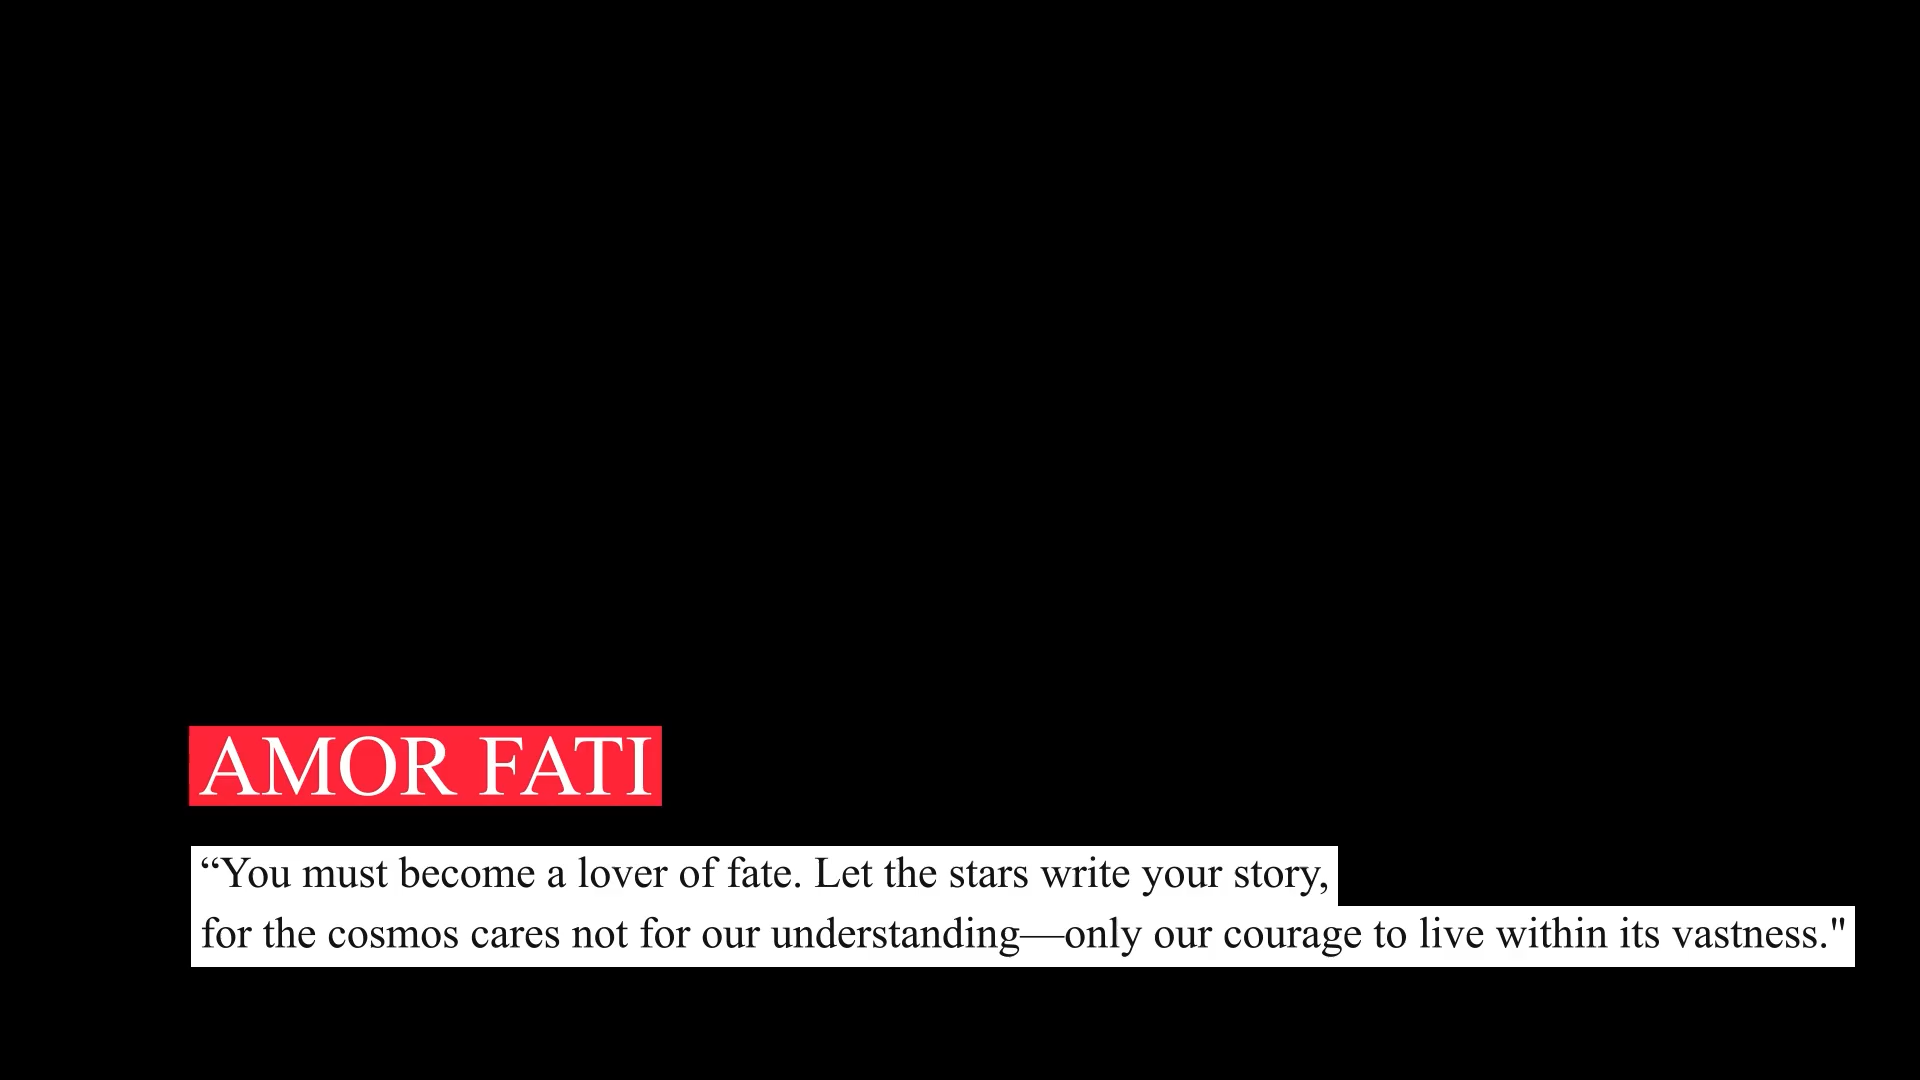 AMOR FATI
“You must become a lover of fate. Let the stars write your story,
for the cosmos cares not for our understanding—only our courage to live within its vastness."